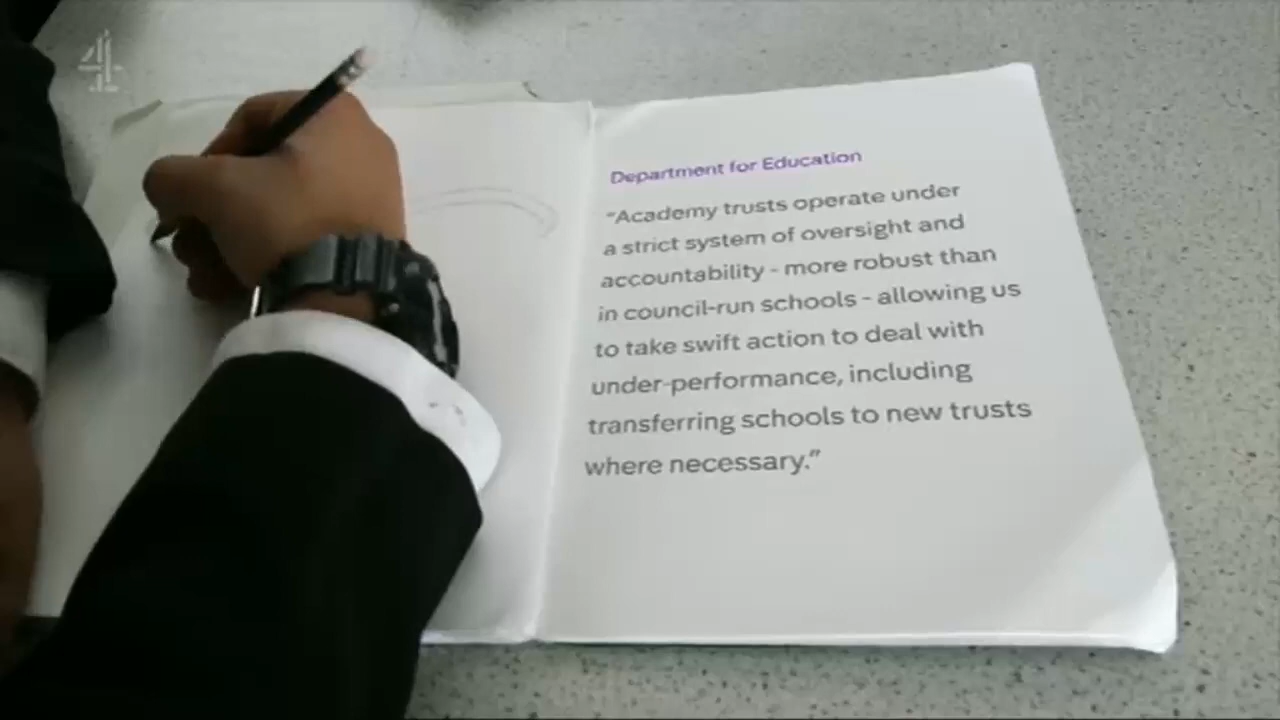 4
Department for Education
“Academy trusts operate under
a strict system of oversight and
accountability - more robust than
in council-run schools - allowing us
to take swift action to deal with
under-performance, including
transferring schools to new trusts
where necessary.”